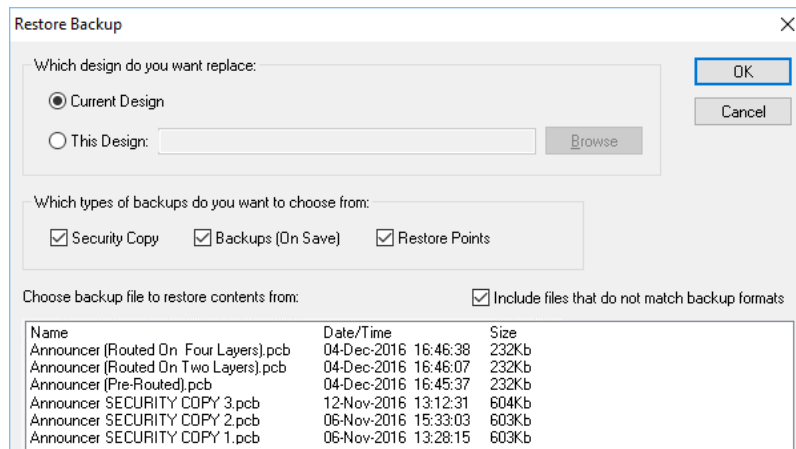 Restore Backup
Which design do you want replace:
Current Design
OK
Cancel
This Design:
Browse
Which types of backups do you want to choose from:
Security Copy Backups (On Save) Restore Points
Choose backup file to restore contents from: Include files that do not match backup formats
Name Date/Time Size
Announcer (Routed On Four Layers).pcb 04-Dec-2016 16:46:38 232Kb
Announcer (Routed On Two Layers).pcb 04-Dec-2016 16:46:07 232Kb
Announcer (Pre-Routed).pcb 04-Dec-2016 16:45:37 232Kb
Announcer SECURITY COPY 3.pcb 12-Nov-2016 13:12:31 604Kb
Announcer SECURITY COPY 2.pcb 06-Nov-2016 15:33:03 603Kb
Announcer SECURITY COPY 1.pcb 06-Nov-2016 13:28:15 603Kb